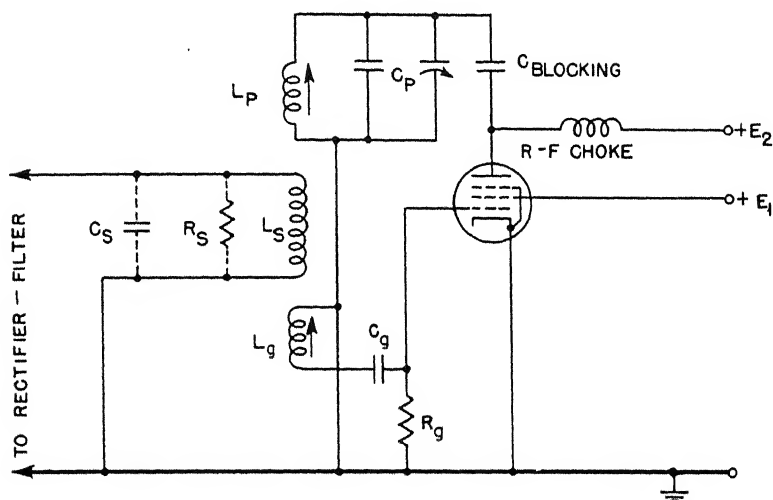 L_P
C_P
C_BLOCKING
R-F CHOKE
+E_2
+ E_1
C_S
R_S
L_S
L_g
C_g
R_g
TO RECTIFIER – FILTER